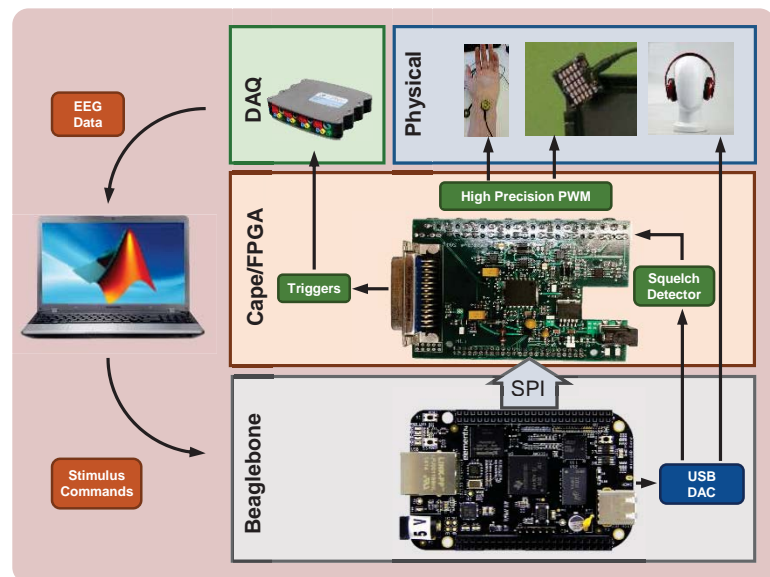 EEG
Data
DAQ
Physical
High Precision PWM
Cape/FPGA
Triggers
Squelch
Detector
SPI
Stimulus
Commands
Beaglebone
5 V
USB
DAC